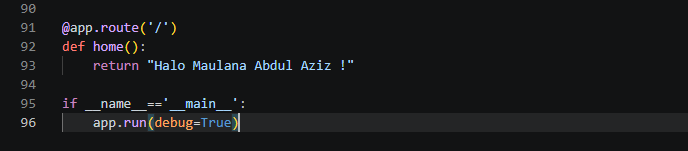 90
91 @app.route('/')
92 def home():
93     return "Halo Maulana Abdul Aziz !"
94
95 if __name__=='__main__':
96     app.run(debug=True)